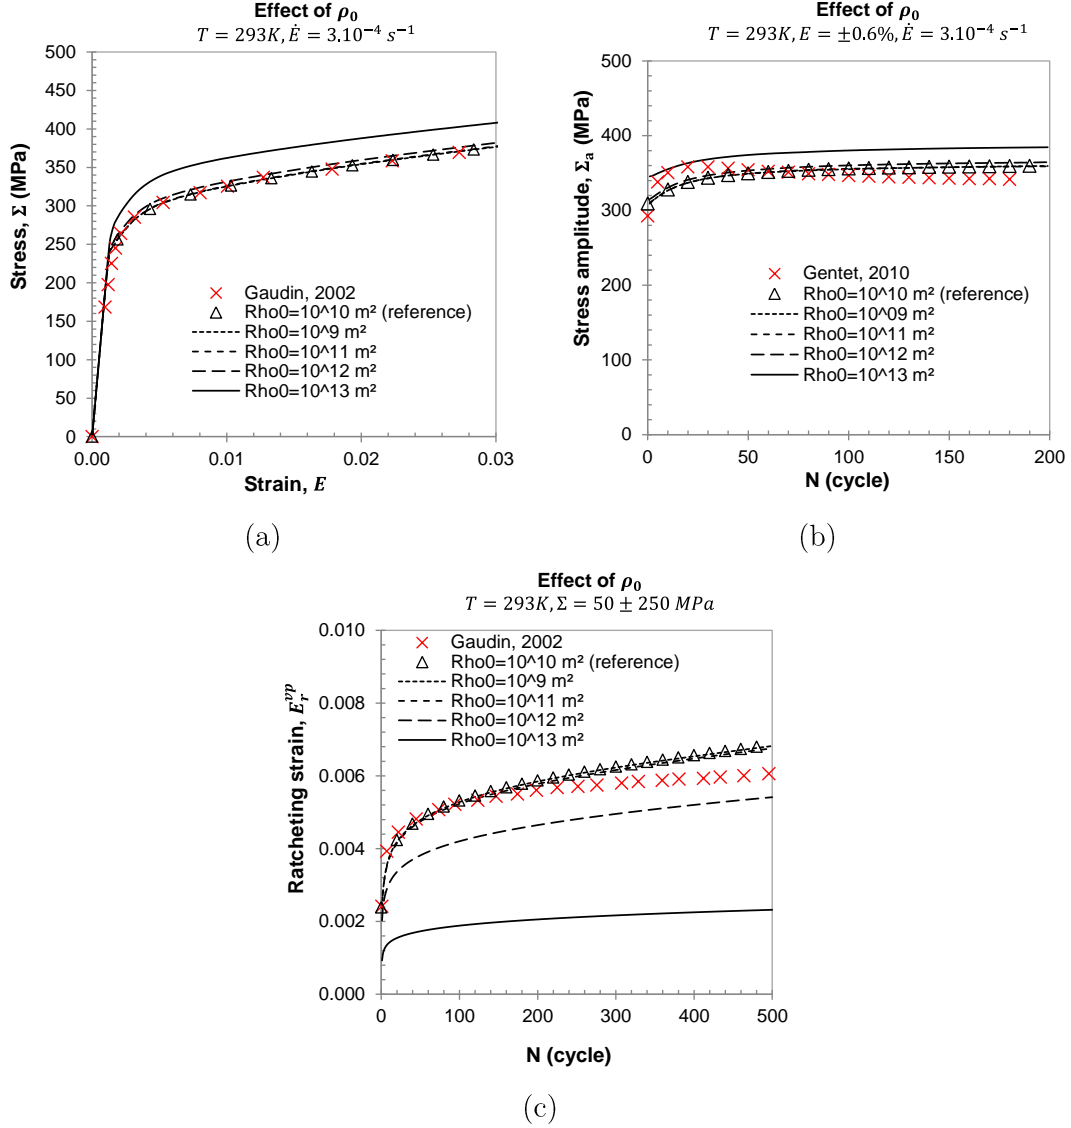 Effect of ρ₀
T = 293K, Ė = 3.10⁻⁴ s⁻¹
500
450
400
350
300
250
200
150
100
50
0
Stress, Σ (MPa)
Gaudin, 2002
Rho0=10^10 m² (reference)
Rho0=10^9 m²
Rho0=10^11 m²
Rho0=10^12 m²
Rho0=10^13 m²
0.00 0.01 0.02 0.03
Strain, E
(a)
Effect of ρ₀
T = 293K, E = ±0.6%, Ė = 3.10⁻⁴ s⁻¹
500
400
300
200
100
0
Stress amplitude, Σₐ (MPa)
Gentet, 2010
Rho0=10^10 m² (reference)
Rho0=10^09 m²
Rho0=10^11 m²
Rho0=10^12 m²
Rho0=10^13 m²
0 50 100 150 200
N (cycle)
(b)
Effect of ρ₀
T = 293K, Σ = 50 ± 250 MPa
0.010
0.008
0.006
0.004
0.002
0.000
Ratcheting strain, E_r^vp
Gaudin, 2002
Rho0=10^10 m² (reference)
Rho0=10^9 m²
Rho0=10^11 m²
Rho0=10^12 m²
Rho0=10^13 m²
0 100 200 300 400 500
N (cycle)
(c)